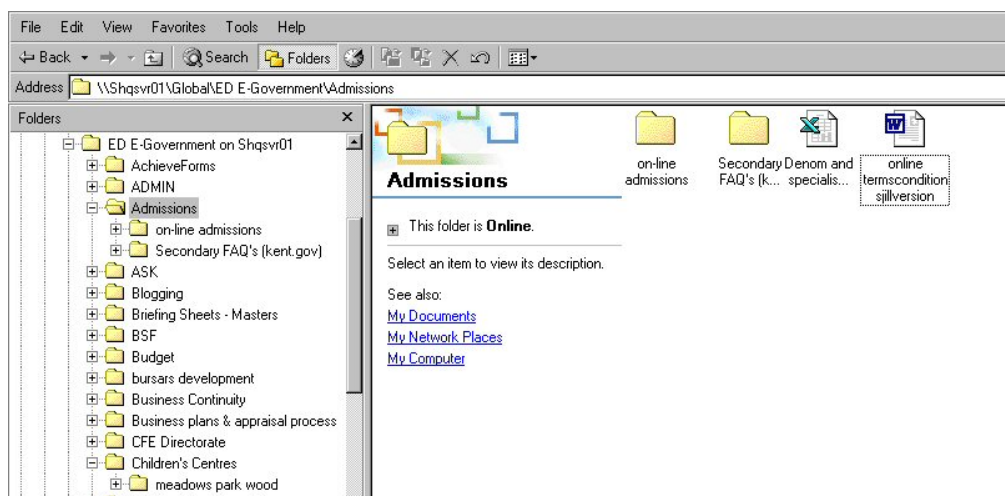 File Edit View Favorites Tools Help
Back Search Folders
Address \\Shqsvr01\Global\ED E-Government\Admissions
Folders
ED E-Government on Shqsvr01
AchieveForms
ADMIN
Admissions
on-line admissions
Secondary FAQ's (kent.gov)
ASK
Blogging
Briefing Sheets - Masters
BSF
Budget
bursars development
Business Continuity
Business plans & appraisal process
CFE Directorate
Children's Centres
meadows park wood
Admissions
This folder is Online.
Select an item to view its description.
See also:
My Documents
My Network Places
My Computer
on-line
admissions
Secondary
FAQ's (k...
Denom and
specialis...
online
termscondition
sjillversion